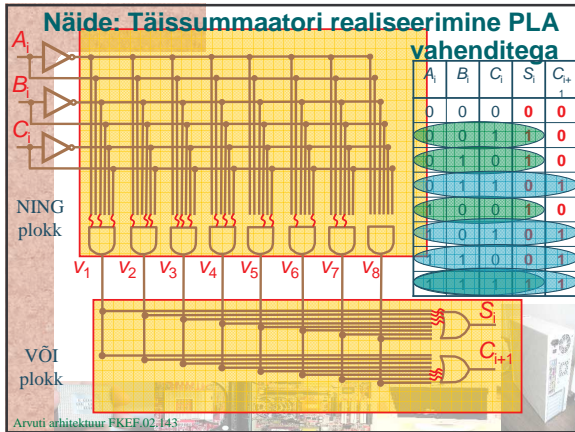 Näide: Täissummaatori realiseerimine PLA
vahenditega
Ai
Bi
Ci
Ai Bi Ci Si Ci+1
0 0 0 0 0
0 0 1 1 0
0 1 0 1 0
0 1 1 0 1
1 0 0 1 0
1 0 1 0 1
1 1 0 0 1
1 1 1 1 1
NING
plokk
V1 V2 V3 V4 V5 V6 V7 V8
Si
Ci+1
VÕI
plokk
Arvuti arhitektuur FKEF.02.143